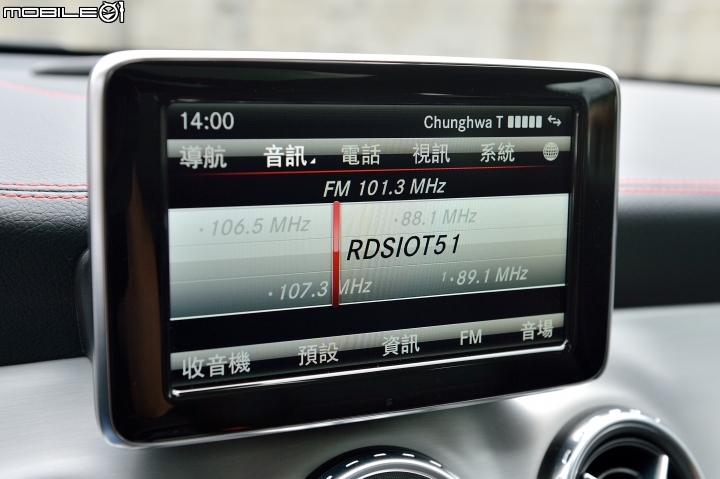 MOBILE01
14:00 Chunghwa T
導航 音訊 電話 視訊 系統
FM 101.3 MHz
·106.5 MHz ·88.1 MHz
RDSIOT51
·107.3 MHz 1·89.1 MHz
收音機 預設 資訊 FM 音場